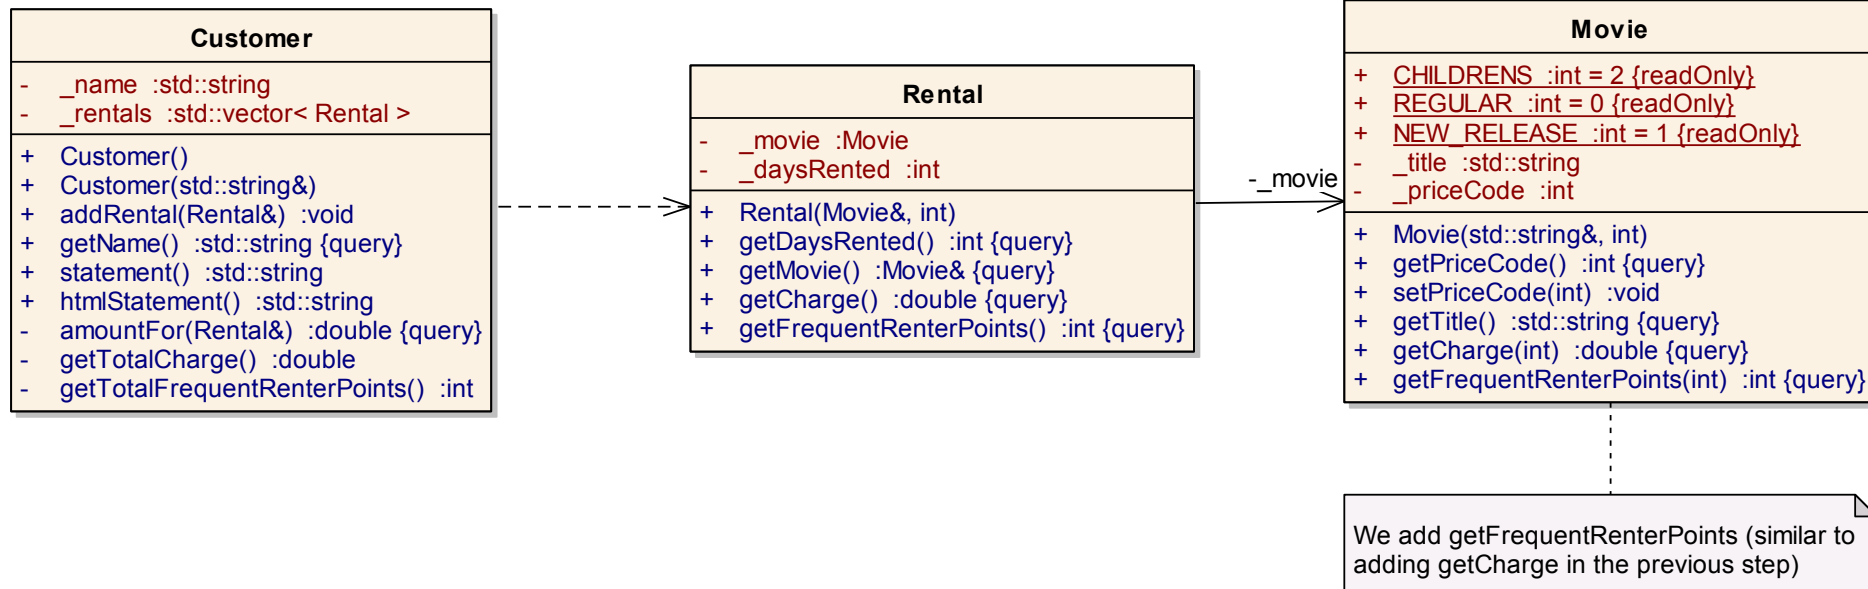 Customer
- _name :std::string
- _rentals :std::vector< Rental >
+ Customer()
+ Customer(std::string&)
+ addRental(Rental&) :void
+ getName() :std::string {query}
+ statement() :std::string
+ htmlStatement() :std::string
- amountFor(Rental&) :double {query}
- getTotalCharge() :double
- getTotalFrequentRenterPoints() :int
Rental
- _movie :Movie
- _daysRented :int
+ Rental(Movie&, int)
+ getDaysRented() :int {query}
+ getMovie() :Movie& {query}
+ getCharge() :double {query}
+ getFrequentRenterPoints() :int {query}
-_movie
Movie
+ CHILDRENS :int = 2 {readOnly}
+ REGULAR :int = 0 {readOnly}
+ NEW_RELEASE :int = 1 {readOnly}
- _title :std::string
- _priceCode :int
+ Movie(std::string&, int)
+ getPriceCode() :int {query}
+ setPriceCode(int) :void
+ getTitle() :std::string {query}
+ getCharge(int) :double {query}
+ getFrequentRenterPoints(int) :int {query}
We add getFrequentRenterPoints (similar to
adding getCharge in the previous step)